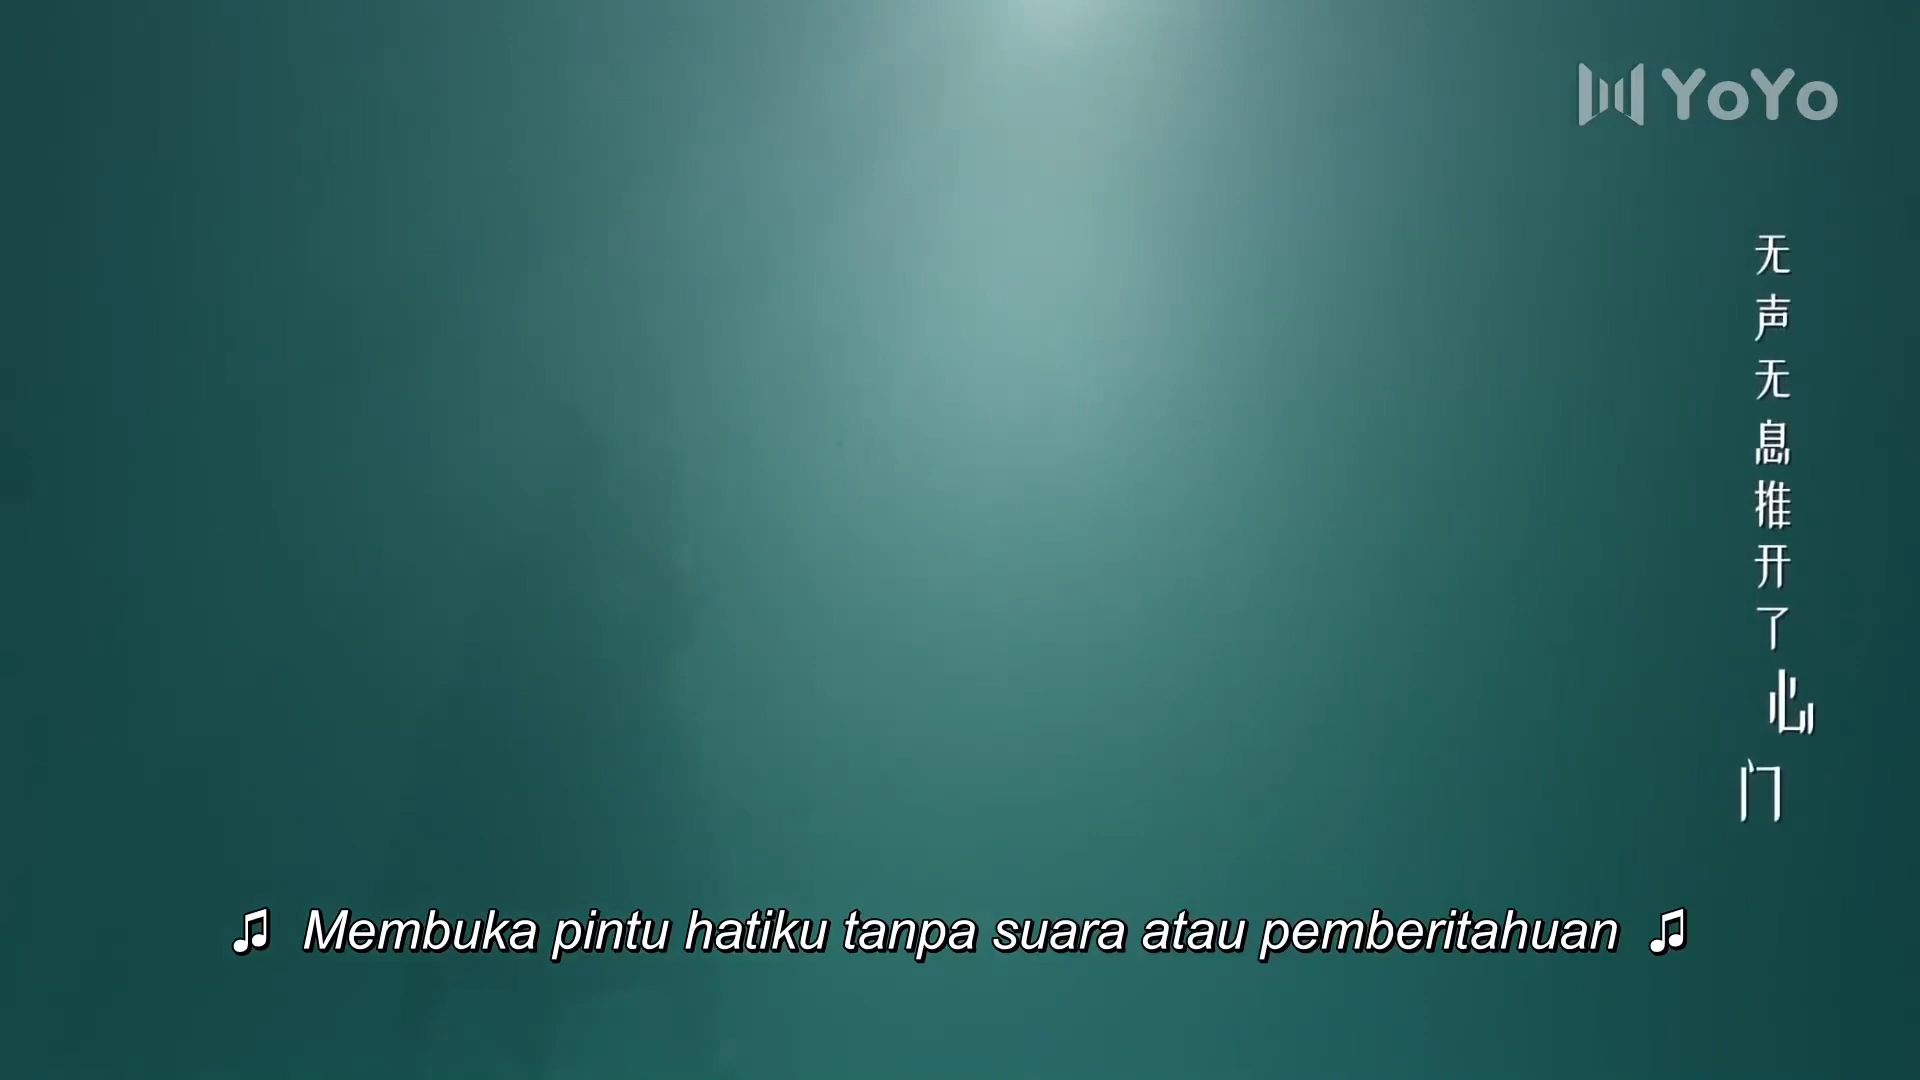 YoYo
无声无息推开了心门
♫ Membuka pintu hatiku tanpa suara atau pemberitahuan ♫